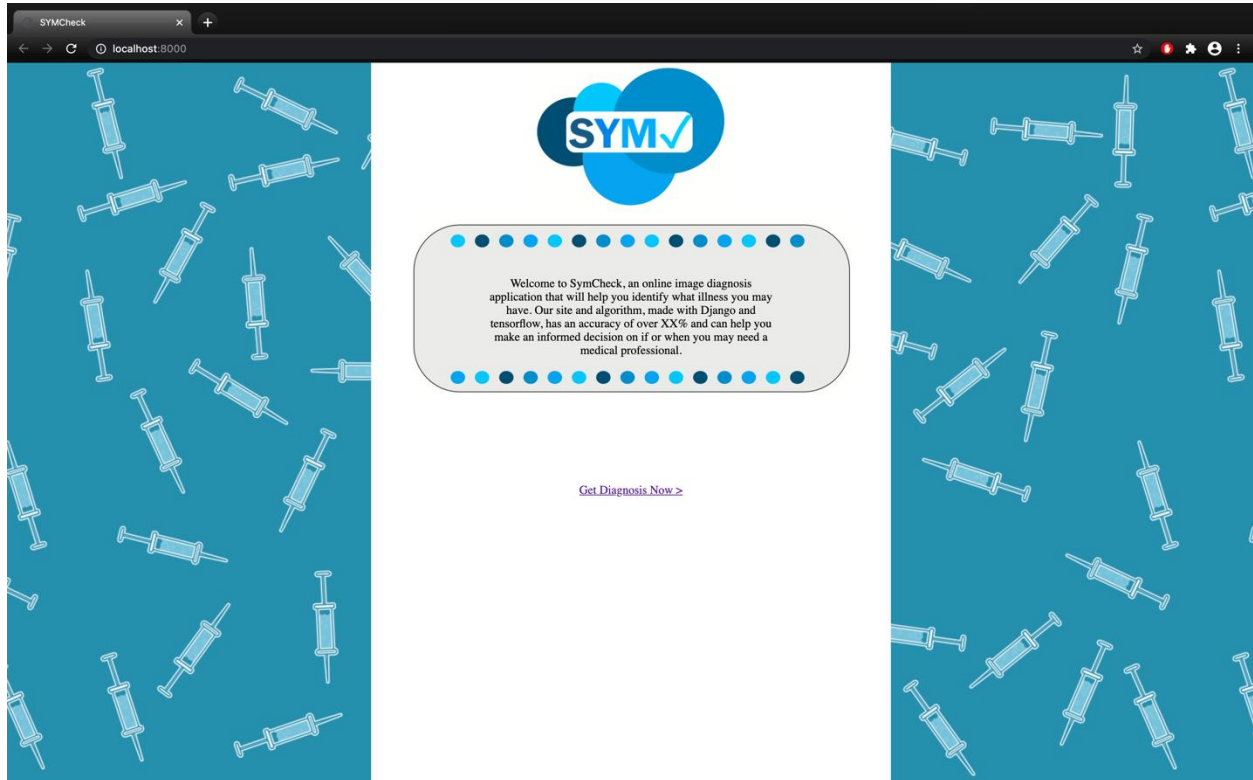 SYMCheck
localhost:8000
SYM
Welcome to SymCheck, an online image diagnosis
application that will help you identify what illness you may
have. Our site and algorithm, made with Django and
tensorflow, has an accuracy of over XX% and can help you
make an informed decision on if or when you may need a
medical professional.
Get Diagnosis Now >